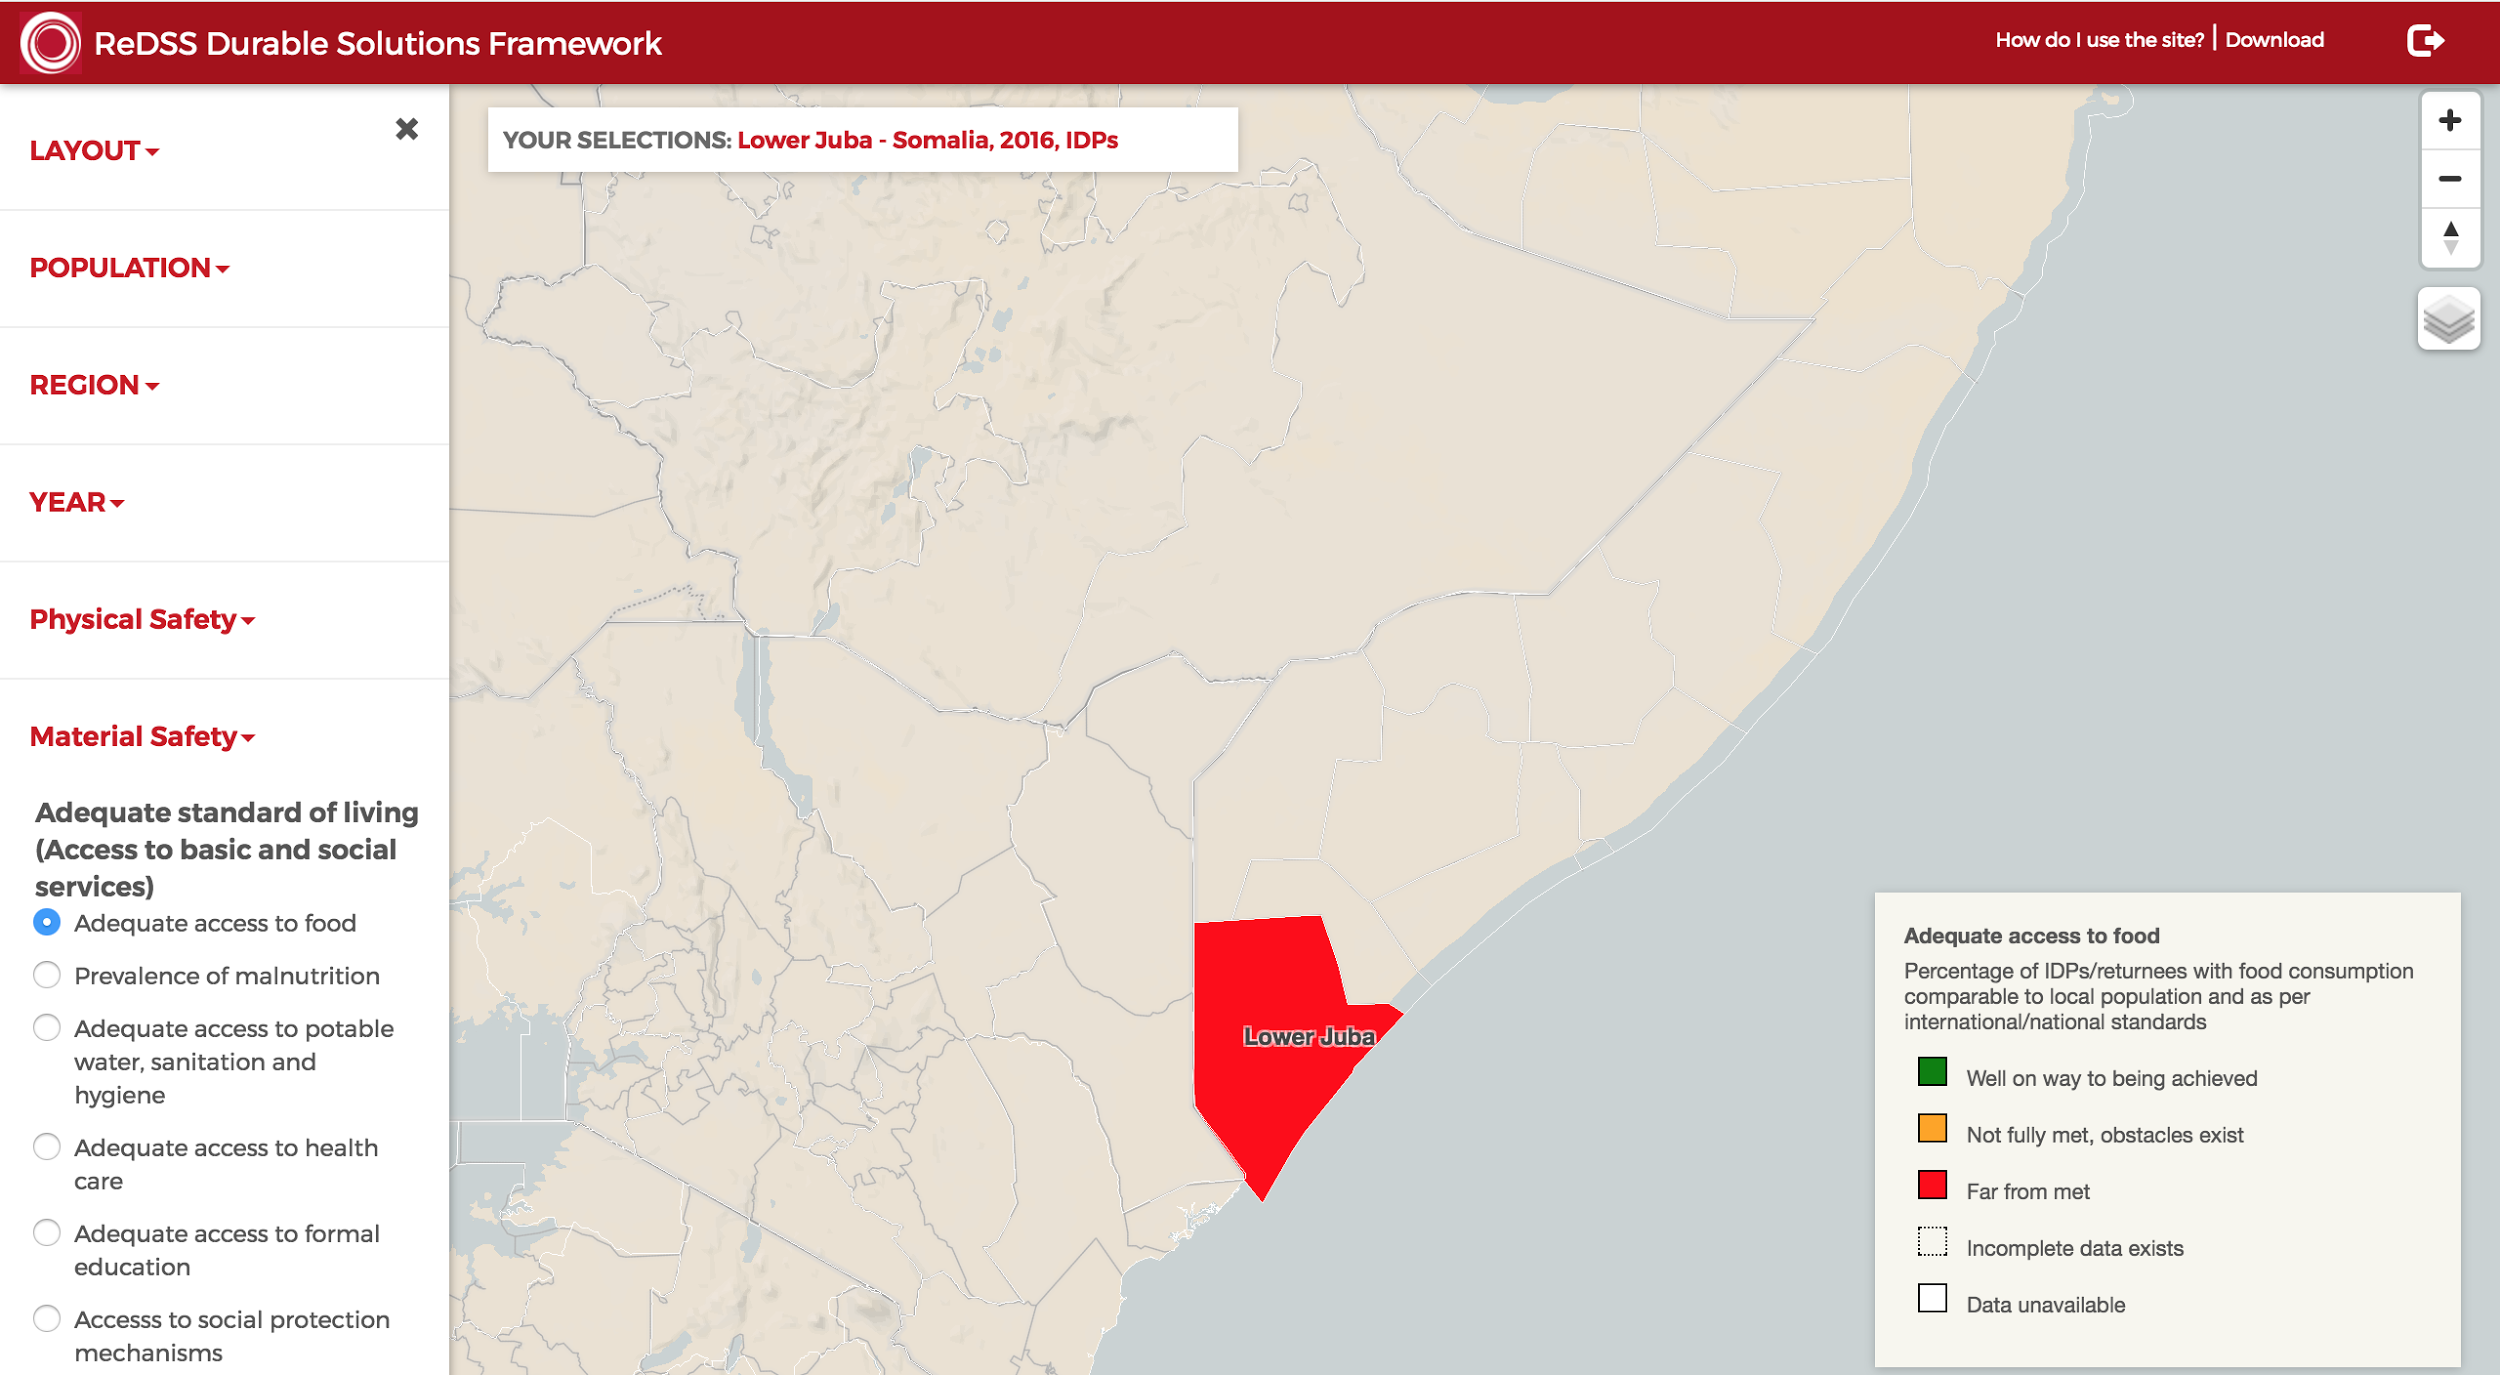 ReDSS Durable Solutions Framework
How do I use the site? | Download
LAYOUT
POPULATION
REGION
YEAR
Physical Safety
Material Safety
Adequate standard of living
(Access to basic and social
services)
Adequate access to food
Prevalence of malnutrition
Adequate access to potable
water, sanitation and
hygiene
Adequate access to health
care
Adequate access to formal
education
Accesss to social protection
mechanisms
YOUR SELECTIONS: Lower Juba - Somalia, 2016, IDPs
Lower Juba
Adequate access to food
Percentage of IDPs/returnees with food consumption
comparable to local population and as per
international/national standards
Well on way to being achieved
Not fully met, obstacles exist
Far from met
Incomplete data exists
Data unavailable